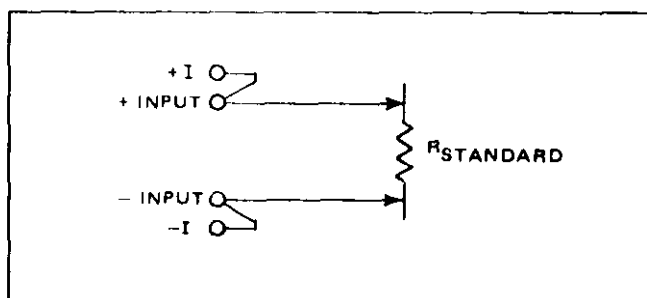 +I
+ INPUT
RSTANDARD
− INPUT
−I